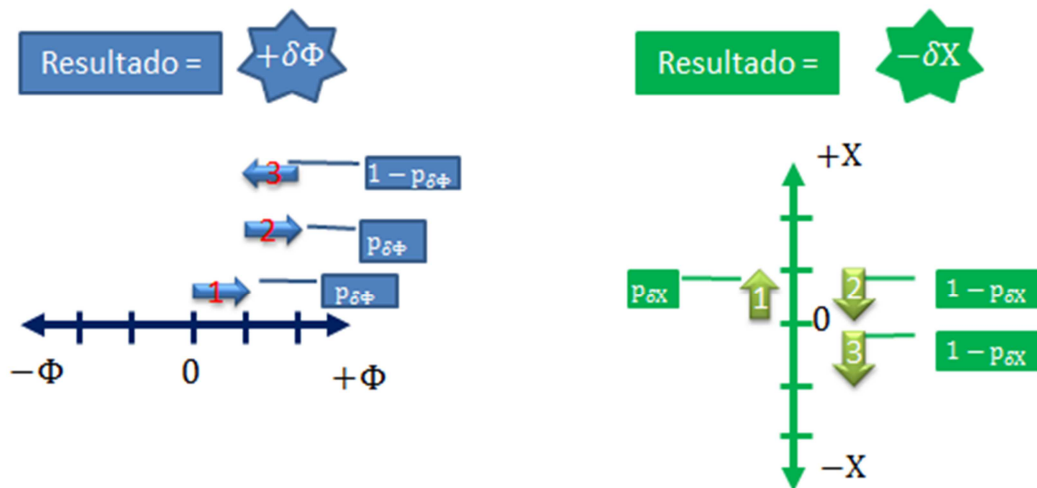 Resultado =
+δΦ
3
1 − p_δΦ
2
p_δΦ
1
p_δΦ
−Φ
0
+Φ
Resultado =
−δX
+X
p_δX
1
2
1 − p_δX
0
3
1 − p_δX
−X